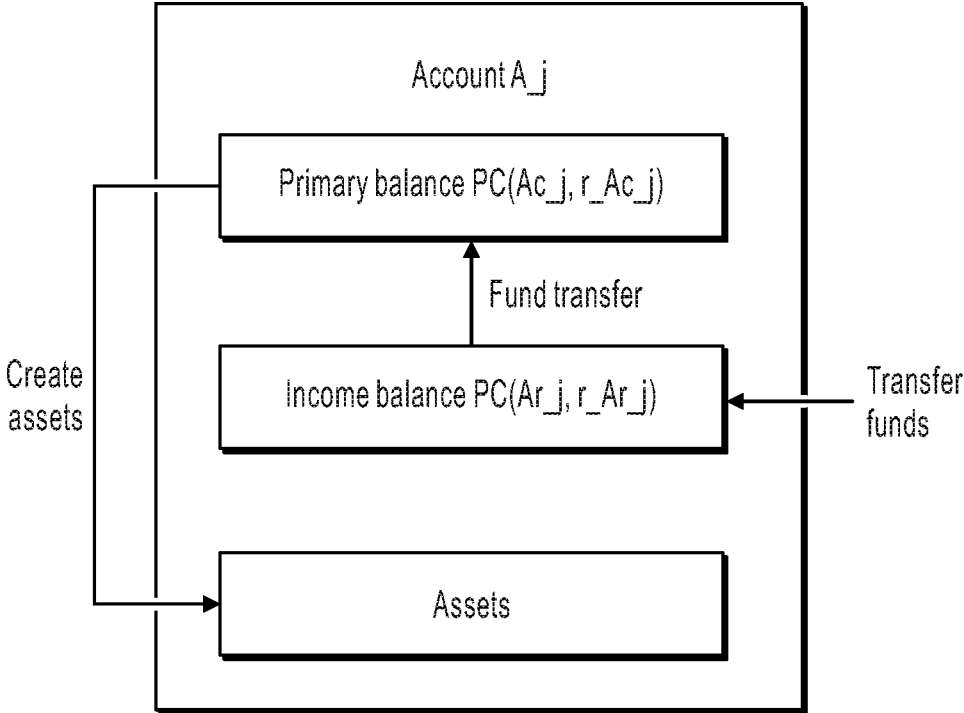 Account A_j
Primary balance PC(Ac_j, r_Ac_j)
Fund transfer
Create
assets
Income balance PC(Ar_j, r_Ar_j)
Transfer
funds
Assets